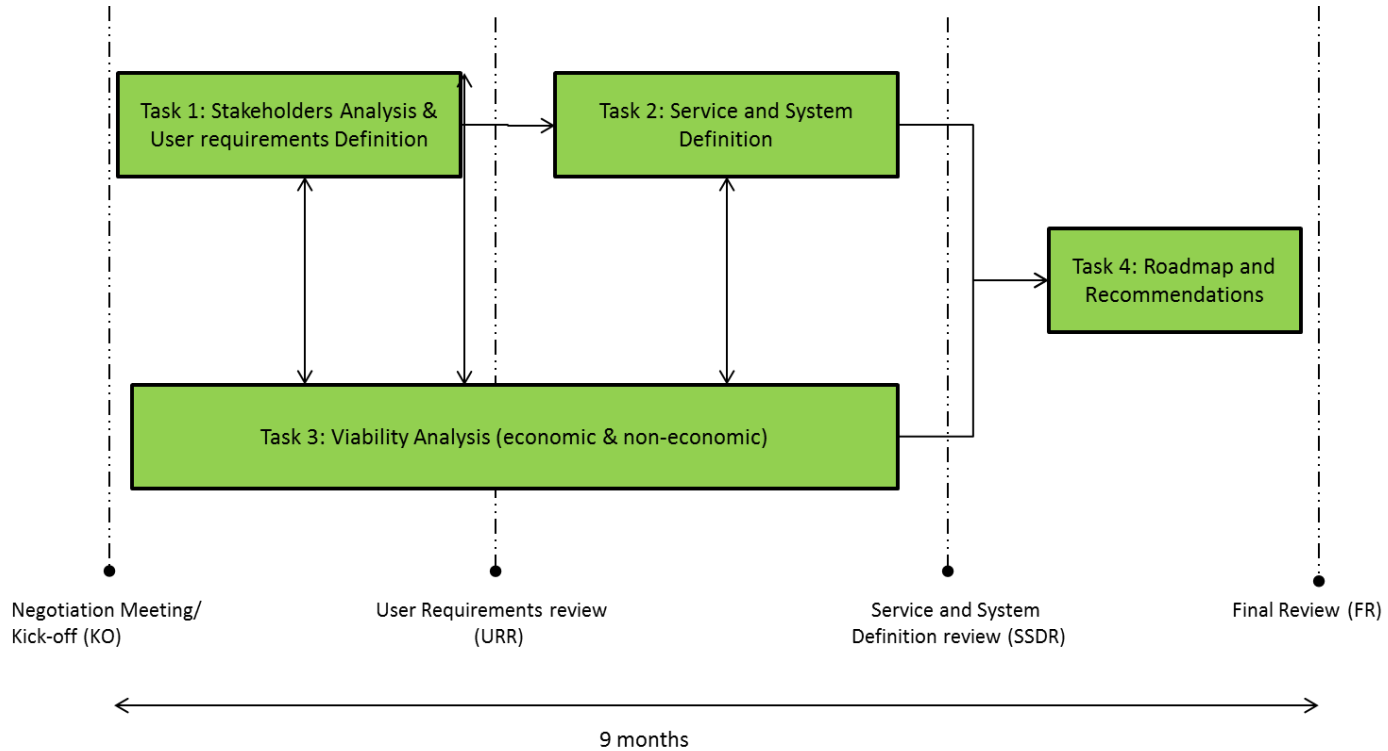 Task 1: Stakeholders Analysis &
User requirements Definition
Task 2: Service and System
Definition
Task 4: Roadmap and
Recommendations
Task 3: Viability Analysis (economic & non-economic)
Negotiation Meeting/
Kick-off (KO)
User Requirements review
(URR)
Service and System
Definition review (SSDR)
Final Review (FR)
9 months